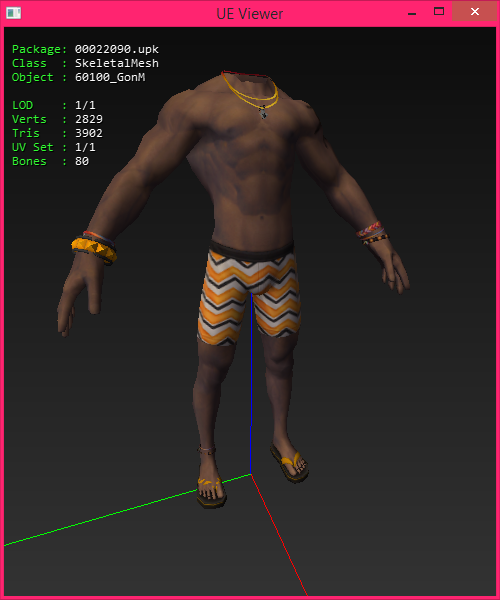 UE Viewer
Package: 00022090.upk
Class : SkeletalMesh
Object : 60100_GonM
LOD : 1/1
Verts : 2829
Tris : 3902
UV Set : 1/1
Bones : 80